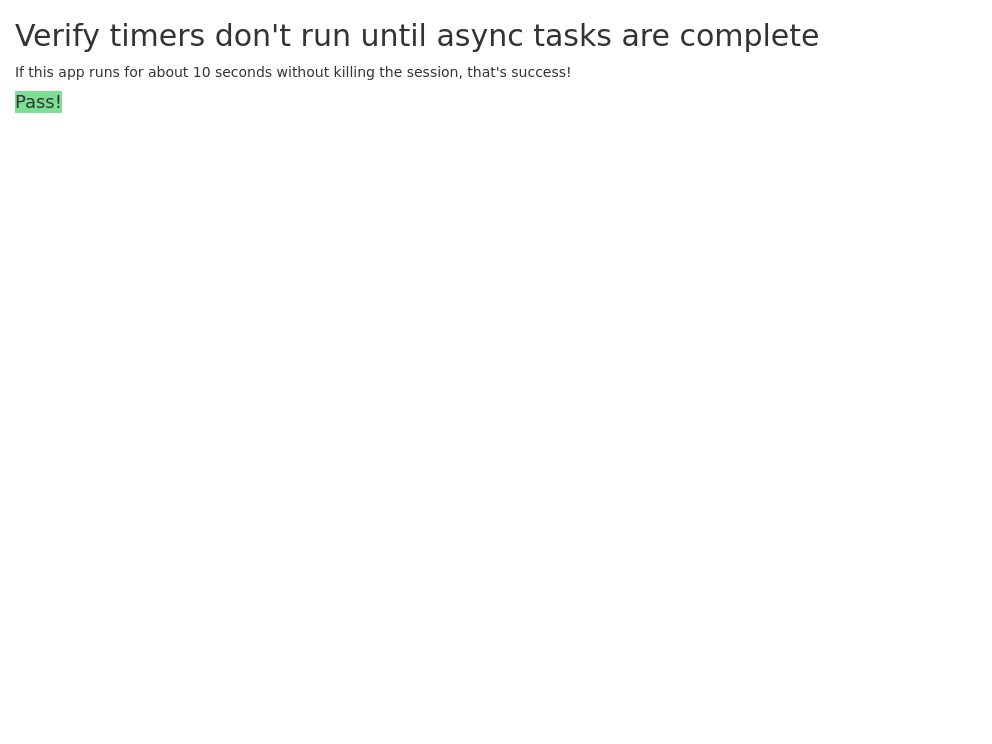 Verify timers don't run until async tasks are complete
If this app runs for about 10 seconds without killing the session, that's success!
Pass!